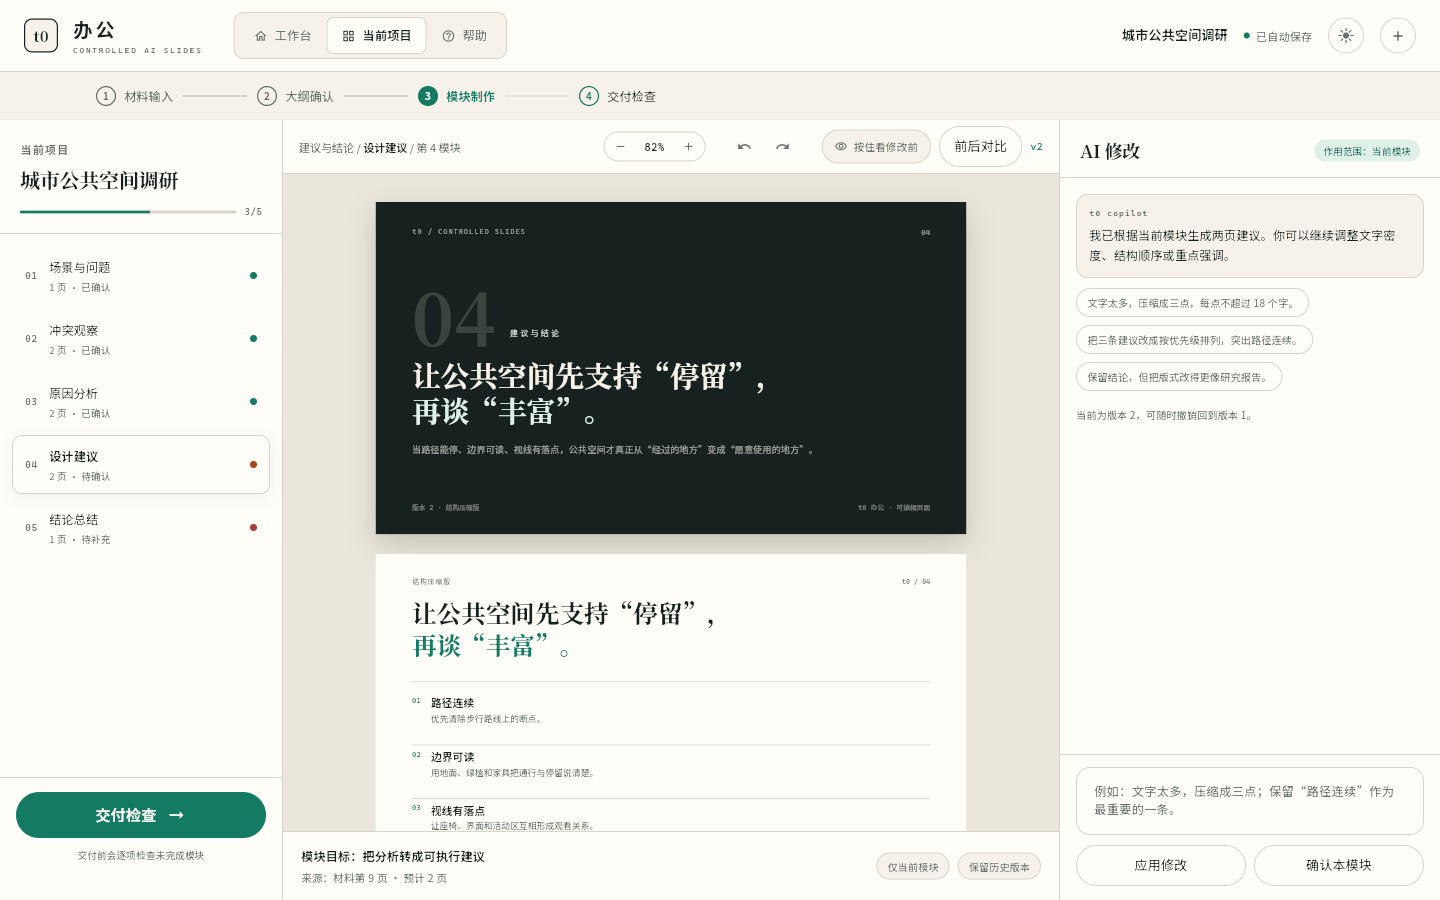 t0
办公
CONTROLLED AI SLIDES
工作台
当前项目
帮助
城市公共空间调研
已自动保存
1 材料输入
2 大纲确认
3 模块制作
4 交付检查
当前项目
城市公共空间调研
3/5
01 场景与问题
1 页 · 已确认
02 冲突观察
2 页 · 已确认
03 原因分析
2 页 · 已确认
04 设计建议
2 页 · 待确认
05 结论总结
1 页 · 待补充
交付检查 →
交付前会逐项检查未完成模块
建议与结论 / 设计建议 / 第 4 模块
− 82% +
按住看修改前
前后对比
v2
t0 / CONTROLLED SLIDES
04
04
建议与结论
让公共空间先支持“停留”，
再谈“丰富”。
当路径能停、边界可读、视线有落点，公共空间才真正从“经过的地方”变成“愿意使用的地方”。
版本 2 · 结构压缩版
t0 办公 · 可编辑页面
结构压缩版
t0 / 04
让公共空间先支持“停留”，
再谈“丰富”。
01 路径连续
优先清除步行路线上的断点。
02 边界可读
用地面、绿植和家具把通行与停留说清楚。
03 视线有落点
让座椅、界面和活动区互相形成观看关系。
模块目标：把分析转成可执行建议
来源：材料第 9 页 · 预计 2 页
仅当前模块
保留历史版本
AI 修改
作用范围：当前模块
t0 copilot
我已根据当前模块生成两页建议。你可以继续调整文字密
度、结构顺序或重点强调。
文字太多，压缩成三点，每点不超过 18 个字。
把三条建议改成按优先级排列，突出路径连续。
保留结论，但把版式改得更像研究报告。
当前为版本 2，可随时撤销回到版本 1。
例如：文字太多，压缩成三点；保留“路径连续”作为
最重要的一条。
应用修改
确认本模块